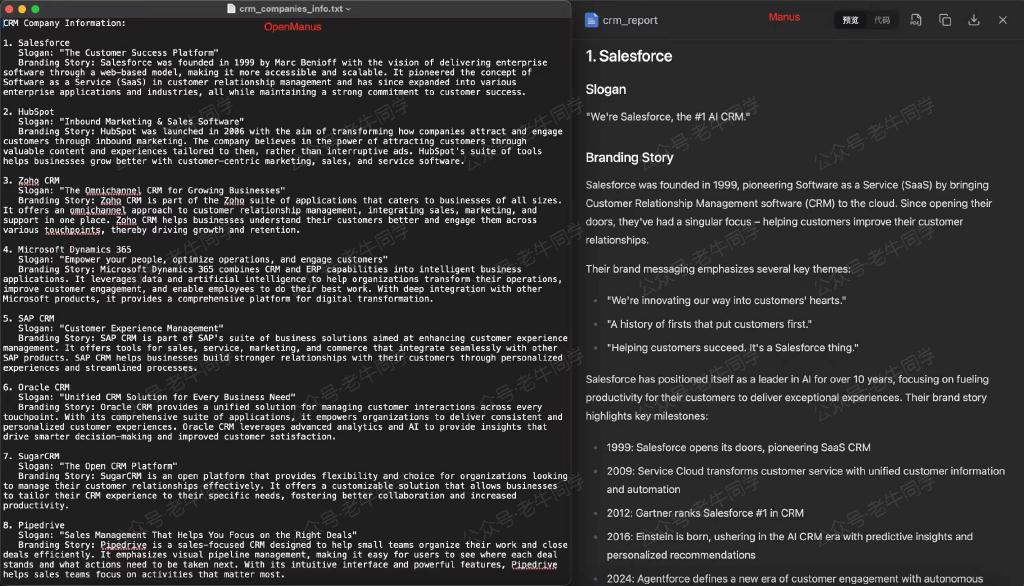 crm_companies_info.txt
OpenManus
CRM Company Information:
1. Salesforce
Slogan: "The Customer Success Platform"
Branding Story: Salesforce was founded in 1999 by Marc Benioff with the vision of delivering enterprise
software through a web-based model, making it more accessible and scalable. It pioneered the concept of
Software as a Service (SaaS) in customer relationship management and has since expanded into various
enterprise applications and industries, all while maintaining a strong commitment to customer success.
2. HubSpot
Slogan: "Inbound Marketing & Sales Software"
Branding Story: HubSpot was launched in 2006 with the aim of transforming how companies attract and engage
customers through inbound marketing. The company believes in the power of attracting customers through
valuable content and experiences tailored to them, rather than interruptive ads. HubSpot's suite of tools
helps businesses grow better with customer-centric marketing, sales, and service software.
3. Zoho CRM
Slogan: "The Omnichannel CRM for Growing Businesses"
Branding Story: Zoho CRM is part of the Zoho suite of applications that caters to businesses of all sizes.
It offers an omnichannel approach to customer relationship management, integrating sales, marketing, and
support in one place. Zoho CRM helps businesses understand their customers better and engage them across
various touchpoints, thereby driving growth and retention.
4. Microsoft Dynamics 365
Slogan: "Empower your people, optimize operations, and engage customers"
Branding Story: Microsoft Dynamics 365 combines CRM and ERP capabilities into intelligent business
applications. It leverages data and artificial intelligence to help organizations transform their operations,
improve customer engagement, and enable employees to do their best work. With deep integration with other
Microsoft products, it provides a comprehensive platform for digital transformation.
5. SAP CRM
Slogan: "Customer Experience Management"
Branding Story: SAP CRM is part of SAP's suite of business solutions aimed at enhancing customer experience
management. It offers tools for sales, service, marketing, and commerce that integrate seamlessly with other
SAP products. SAP CRM helps businesses build stronger relationships with their customers through personalized
experiences and streamlined processes.
6. Oracle CRM
Slogan: "Unified CRM Solution for Every Business Need"
Branding Story: Oracle CRM provides a unified solution for managing customer interactions across every
touchpoint. With its comprehensive suite of applications, it empowers organizations to deliver consistent and
personalized customer experiences. Oracle CRM leverages advanced analytics and AI to provide insights that
drive smarter decision-making and improved customer satisfaction.
7. SugarCRM
Slogan: "The Open CRM Platform"
Branding Story: SugarCRM is an open platform that provides flexibility and choice for organizations looking
to manage their customer relationships effectively. It offers a customizable solution that allows businesses
to tailor their CRM experience to their specific needs, fostering better collaboration and increased
productivity.
8. Pipedrive
Slogan: "Sales Management That Helps You Focus on the Right Deals"
Branding Story: Pipedrive is a sales-focused CRM designed to help small teams organize their work and close
deals efficiently. It emphasizes visual pipeline management, making it easy for users to see where each deal
stands and what actions need to be taken next. With its intuitive interface and powerful features, Pipedrive
helps sales teams focus on activities that matter most.
crm_report
Manus
预览 代码
1. Salesforce
Slogan
"We're Salesforce, the #1 AI CRM."
Branding Story
Salesforce was founded in 1999, pioneering Software as a Service (SaaS) by bringing
Customer Relationship Management software (CRM) to the cloud. Since opening their
doors, they've had a singular focus – helping customers improve their customer
relationships.
Their brand messaging emphasizes several key themes:
"We're innovating our way into customers' hearts."
"A history of firsts that put customers first."
"Helping customers succeed. It's a Salesforce thing."
Salesforce has positioned itself as a leader in AI for over 10 years, focusing on fueling
productivity for their customers to deliver exceptional experiences. Their brand story
highlights key milestones:
1999: Salesforce opens its doors, pioneering SaaS CRM
2009: Service Cloud transforms customer service with unified customer information
and automation
2012: Gartner ranks Salesforce #1 in CRM
2016: Einstein is born, ushering in the AI CRM era with predictive insights and
personalized recommendations
2024: Agentforce defines a new era of customer engagement with autonomous
公众号·老牛同学